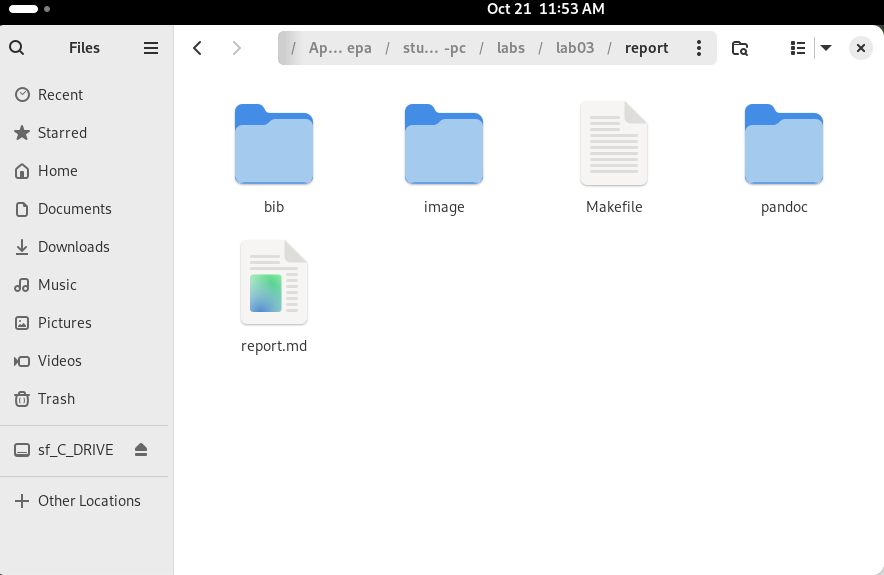 Oct 21 11:53 AM
Files
/ Ap... epa / stu... -pc / labs / lab03 / report
Recent
Starred
Home
Documents
Downloads
Music
Pictures
Videos
Trash
sf_C_DRIVE
Other Locations
bib
image
Makefile
pandoc
report.md